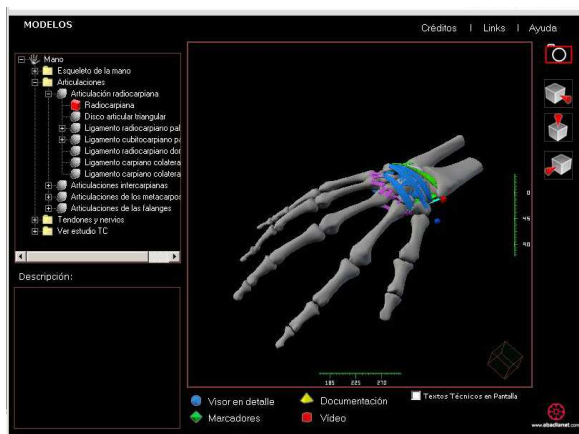 MODELOS
Créditos | Links | Ayuda
Mano
Esqueleto de la mano
Articulaciones
Articulación radiocarpiana
Radiocarpiana
Disco articular triangular
Ligamento radiocarpiano pal
Ligamento cubitocarpiano pa
Ligamento radiocarpiano dor
Ligamento carpiano colatera
Ligamento carpiano colatera
Articulaciones intercarpianas
Articulaciones de los metacarpos
Articulaciones de las falanges
Tendones y nervios
Ver estudio TC
Descripción:
0
45
90
185 225 270
Visor en detalle
Documentación
Textos Técnicos en Pantalla
Marcadores
Vídeo
www.abadianet.com